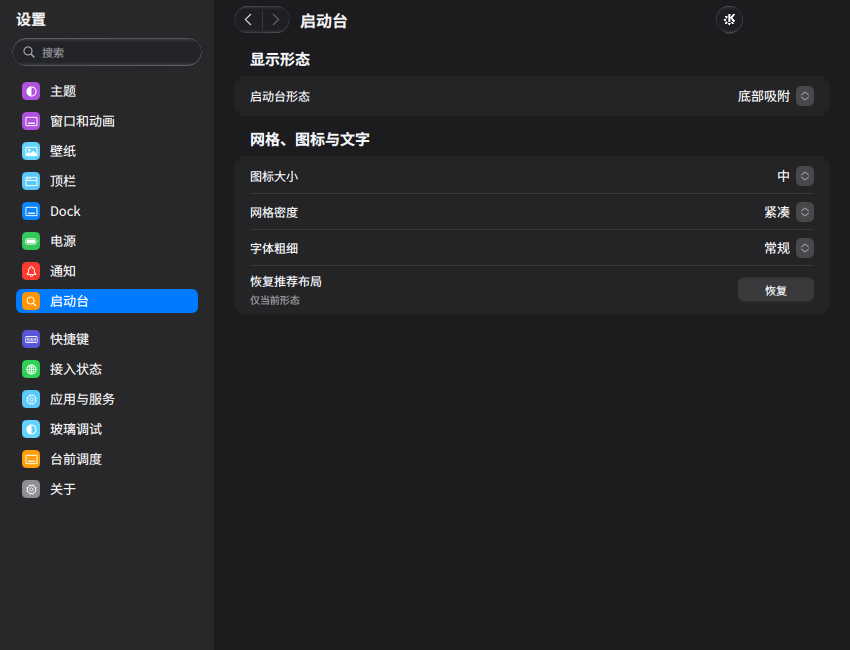 设置
搜索
主题
窗口和动画
壁纸
顶栏
Dock
电源
通知
启动台
快捷键
接入状态
应用与服务
玻璃调试
台前调度
关于
启动台
显示形态
启动台形态 底部吸附
网格、图标与文字
图标大小 中
网格密度 紧凑
字体粗细 常规
恢复推荐布局
仅当前形态
恢复